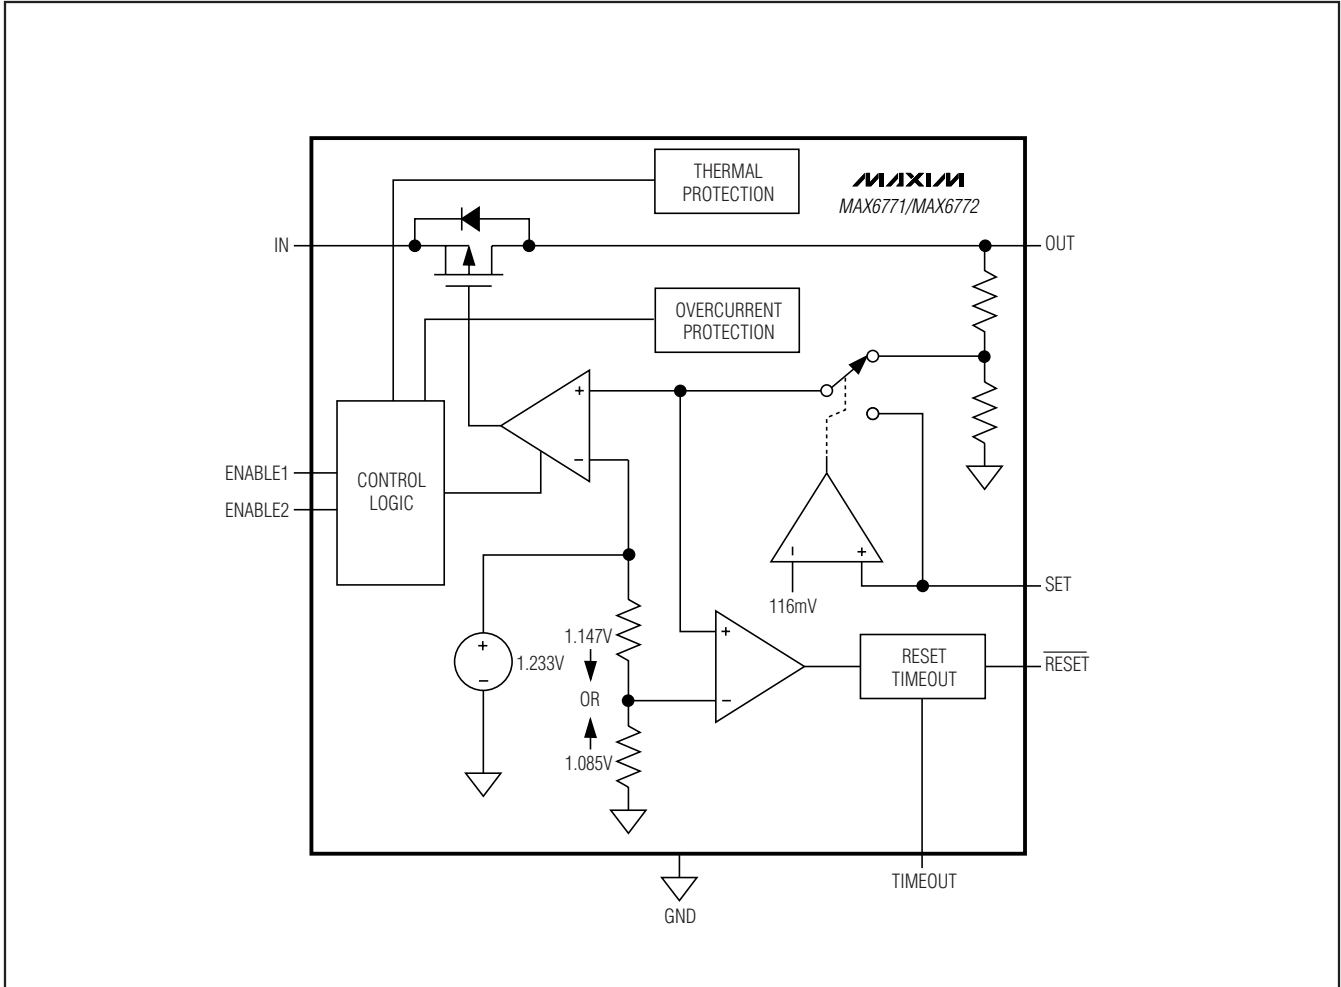 THERMAL
PROTECTION
MAXIM
MAX6771/MAX6772
IN
OUT
OVERCURRENT
PROTECTION
+
−
ENABLE1
ENABLE2
CONTROL
LOGIC
−
+
116mV
SET
1.147V
OR
1.085V
+
−
1.233V
+
−
RESET
TIMEOUT
RESET
TIMEOUT
GND